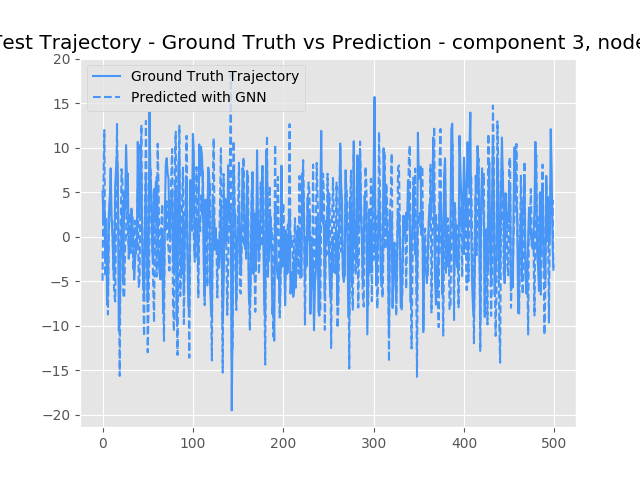 Test Trajectory - Ground Truth vs Prediction - component 3, node
Ground Truth Trajectory
Predicted with GNN
20
15
10
5
0
−5
−10
−15
−20
0 100 200 300 400 500